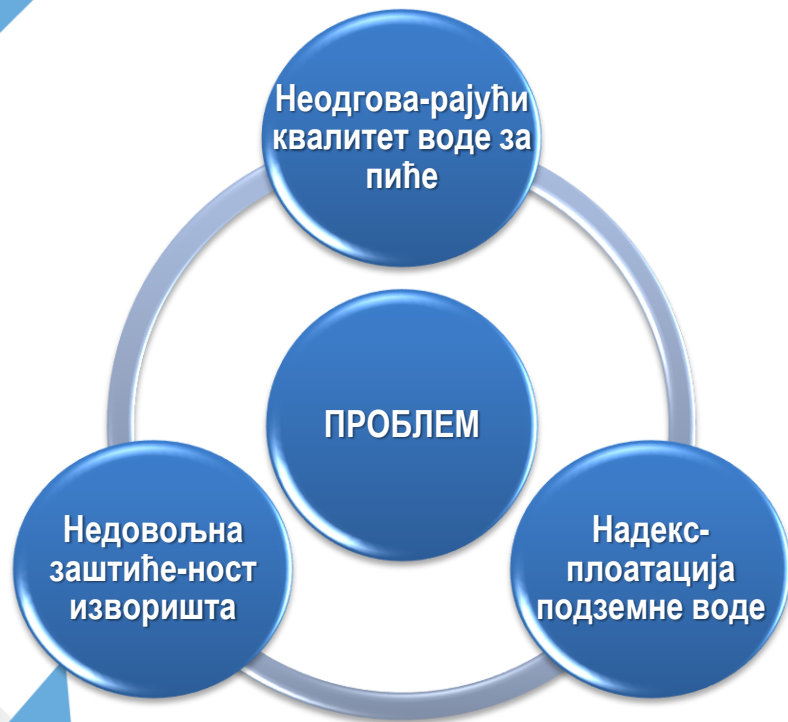 Неодгова-рајући
квалитет воде за
пиће
ПРОБЛЕМ
Недовољна
заштиће-ност
изворишта
Надекс-
плоатација
подземне воде